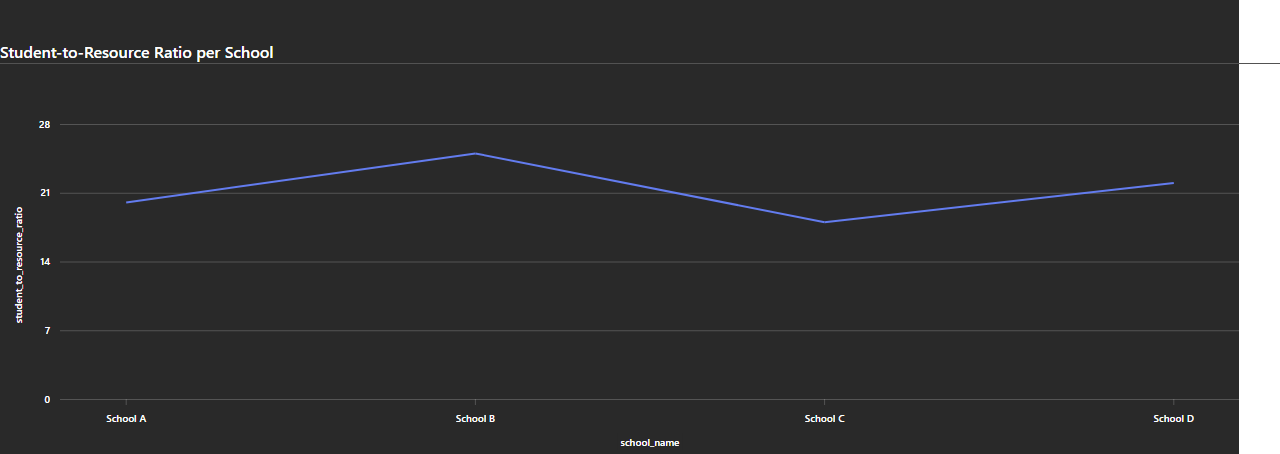 Student-to-Resource Ratio per School
28
21
14
7
0
student_to_resource_ratio
School A
School B
School C
School D
school_name